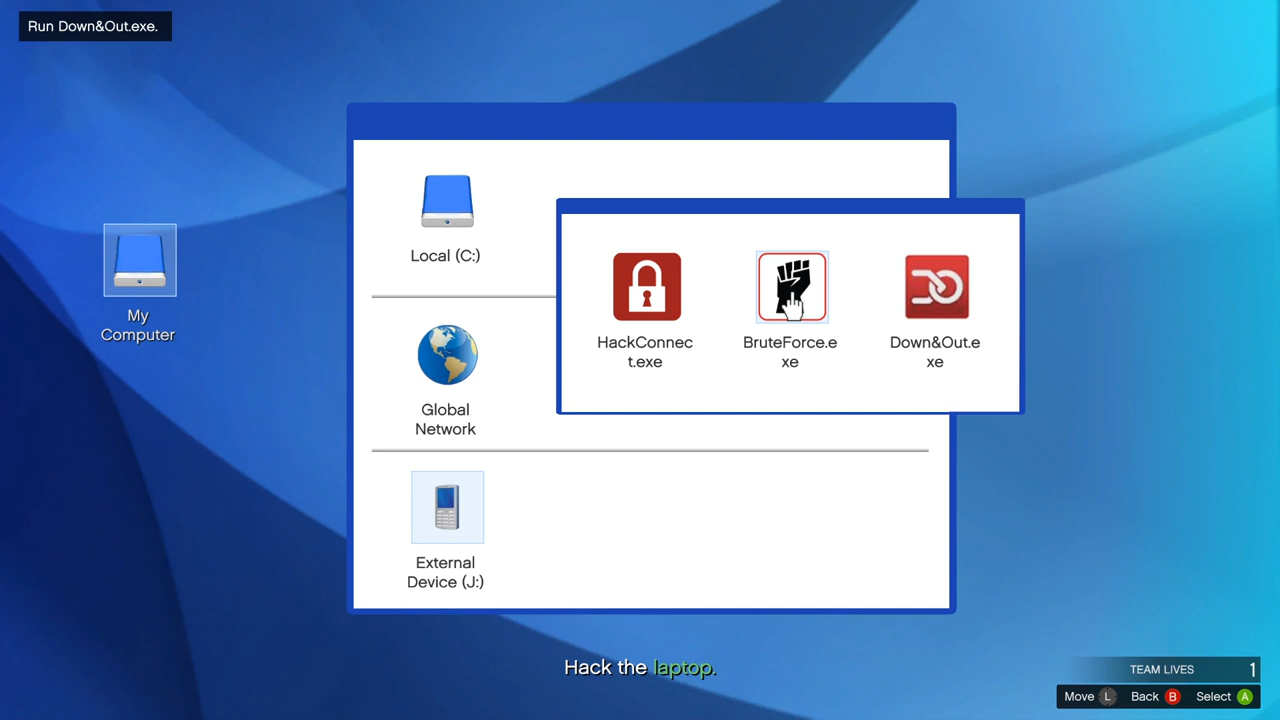 Run Down&Out.exe.
Local (C:)
My
Computer
HackConnec
t.exe
BruteForce.e
xe
Down&Out.e
xe
Global
Network
External
Device (J:)
Hack the laptop.
TEAM LIVES 1
Move L Back B Select A